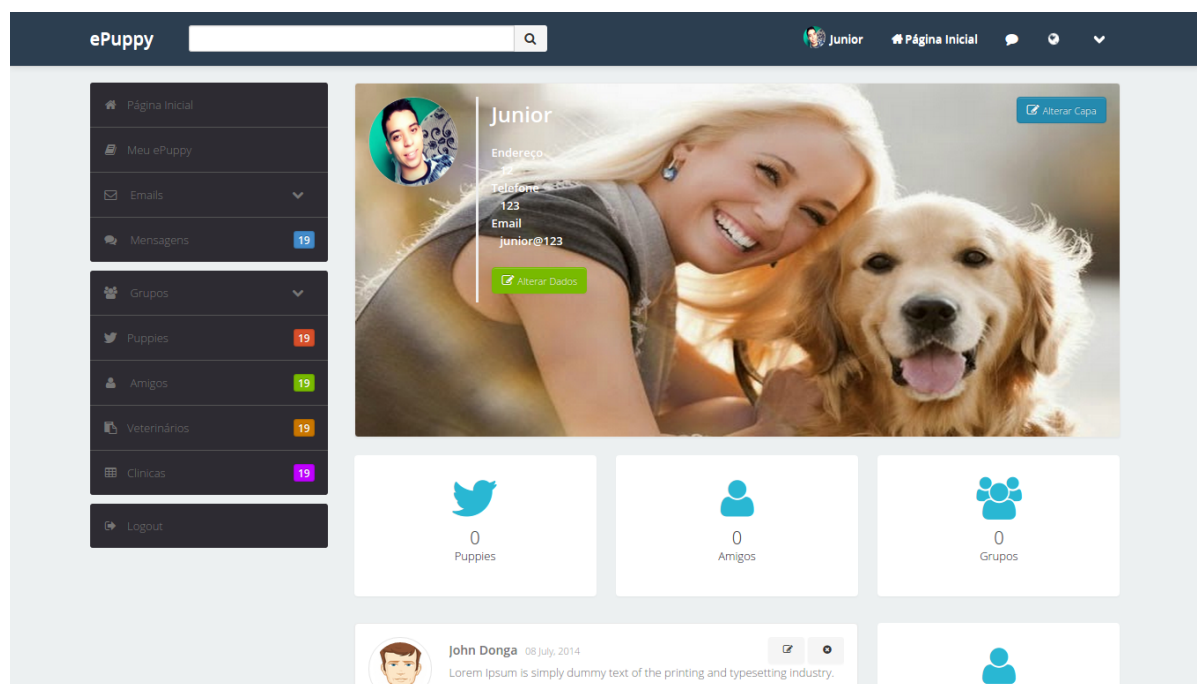 ePuppy
Junior
Página Inicial
Página Inicial
Meu ePuppy
Emails
Mensagens 19
Grupos
Puppies 19
Amigos 19
Veterinários 19
Clinicas 19
Logout
Junior
Endereço
12
Telefone
123
Email
junior@123
Alterar Dados
Alterar Capa
0
Puppies
0
Amigos
0
Grupos
John Donga 08 July, 2014
Lorem Ipsum is simply dummy text of the printing and typesetting industry.